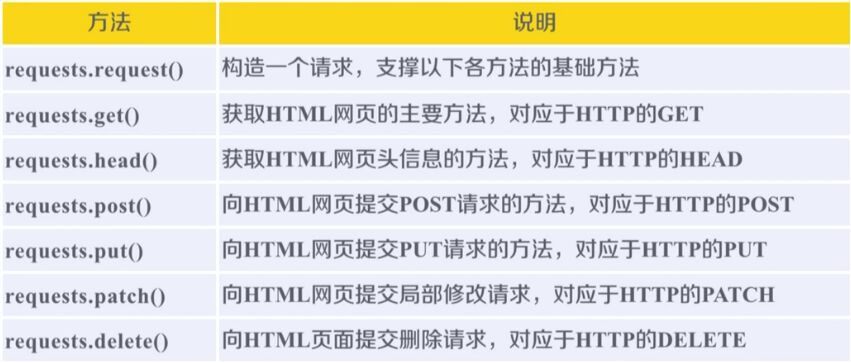 方法 说明
requests.request() 构造一个请求，支撑以下各方法的基础方法
requests.get() 获取HTML网页的主要方法，对应于HTTP的GET
requests.head() 获取HTML网页头信息的方法，对应于HTTP的HEAD
requests.post() 向HTML网页提交POST请求的方法，对应于HTTP的POST
requests.put() 向HTML网页提交PUT请求的方法，对应于HTTP的PUT
requests.patch() 向HTML网页提交局部修改请求，对应于HTTP的PATCH
requests.delete() 向HTML页面提交删除请求，对应于HTTP的DELETE